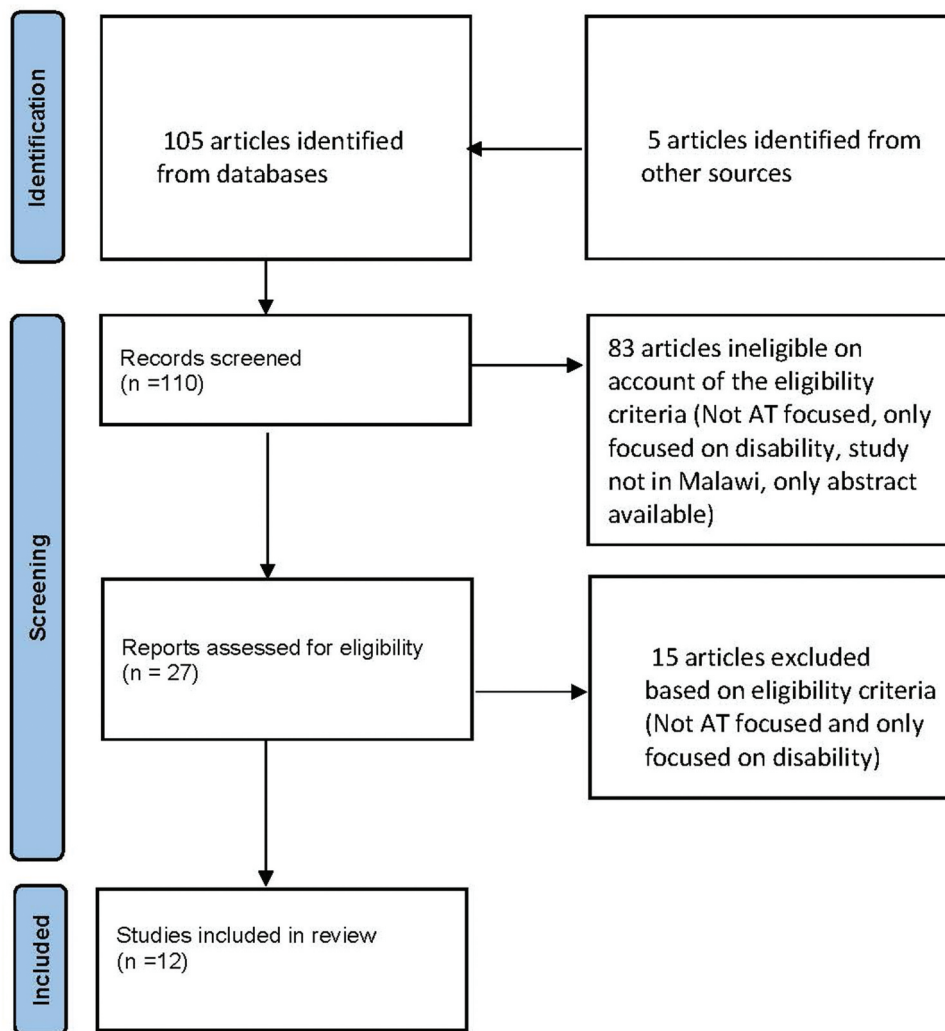 Identification
105 articles identified
from databases
5 articles identified from
other sources
Screening
Records screened
(n =110)
83 articles ineligible on
account of the eligibility
criteria (Not AT focused, only
focused on disability, study
not in Malawi, only abstract
available)
Reports assessed for eligibility
(n = 27)
15 articles excluded
based on eligibility criteria
(Not AT focused and only
focused on disability)
Included
Studies included in review
(n =12)